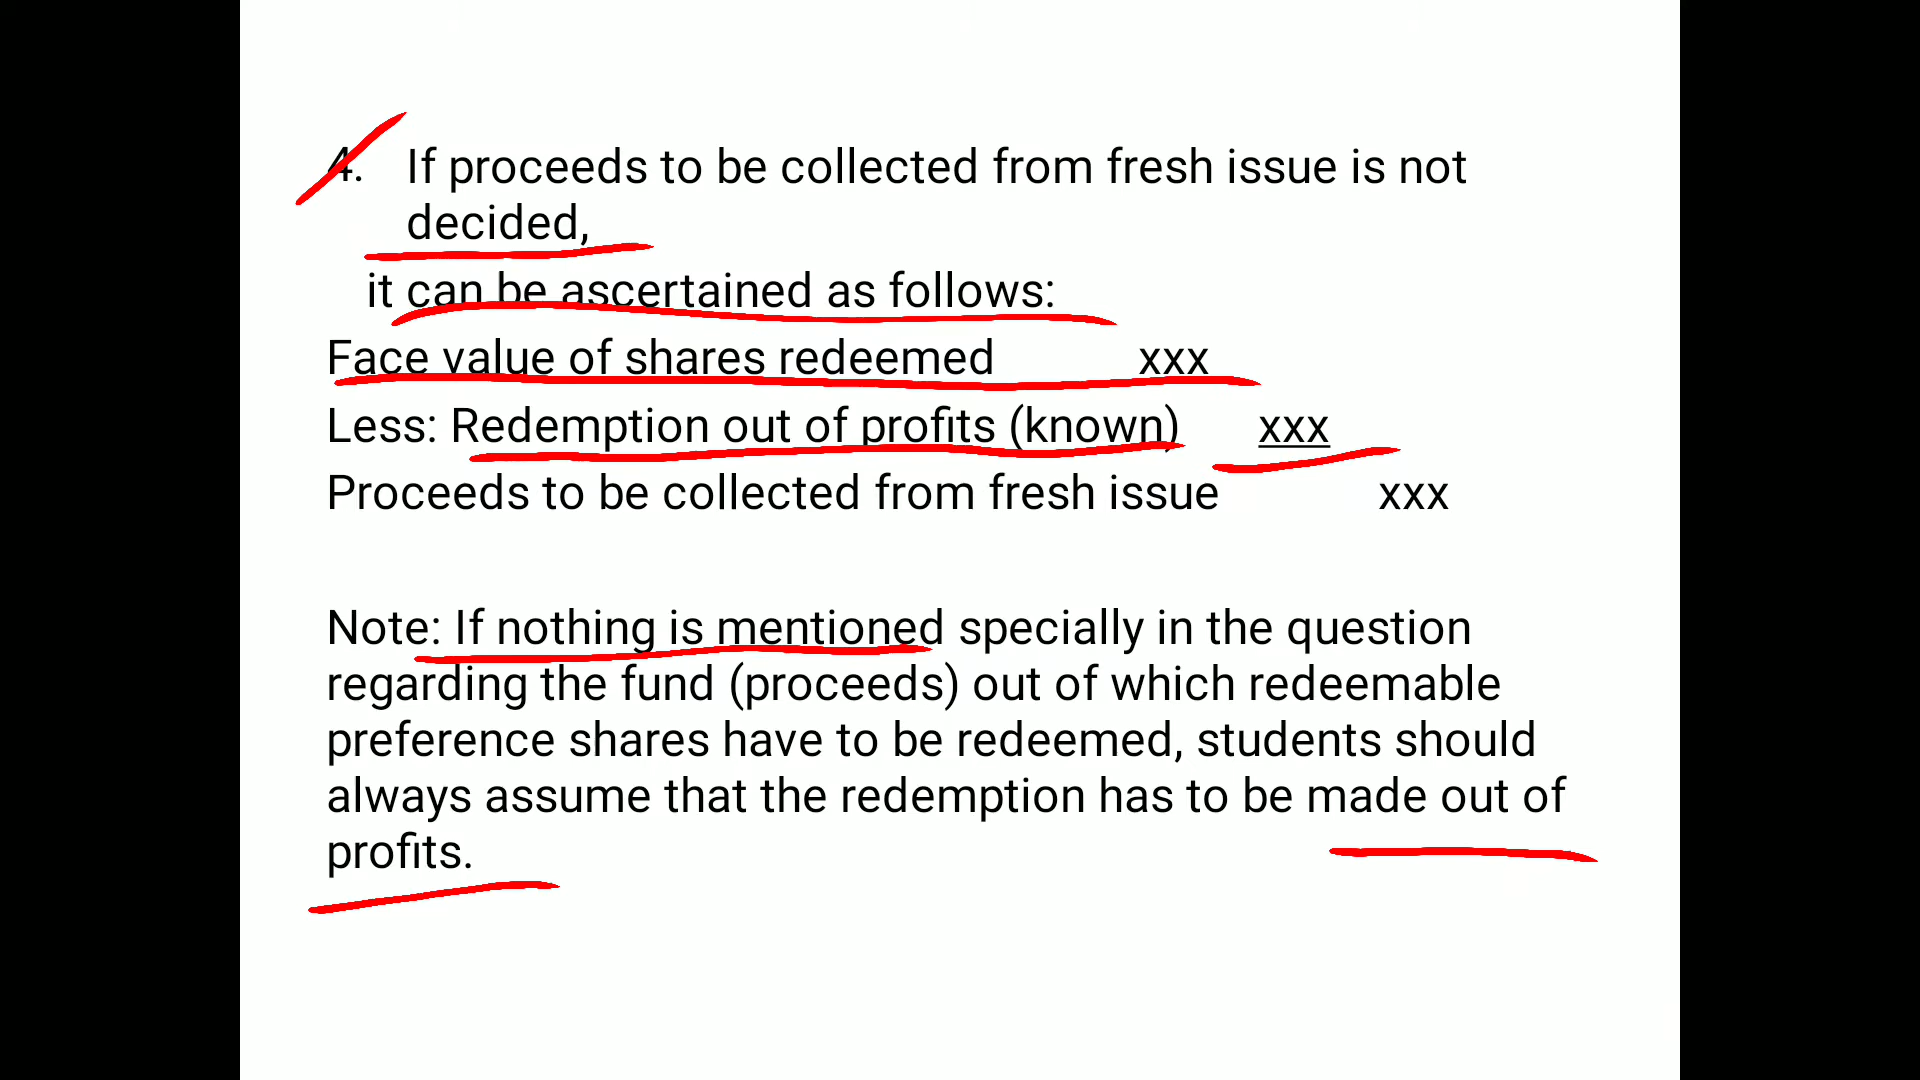 4. If proceeds to be collected from fresh issue is not
decided,
it can be ascertained as follows:
Face value of shares redeemed xxx
Less: Redemption out of profits (known) xxx
Proceeds to be collected from fresh issue xxx
Note: If nothing is mentioned specially in the question
regarding the fund (proceeds) out of which redeemable
preference shares have to be redeemed, students should
always assume that the redemption has to be made out of
profits.